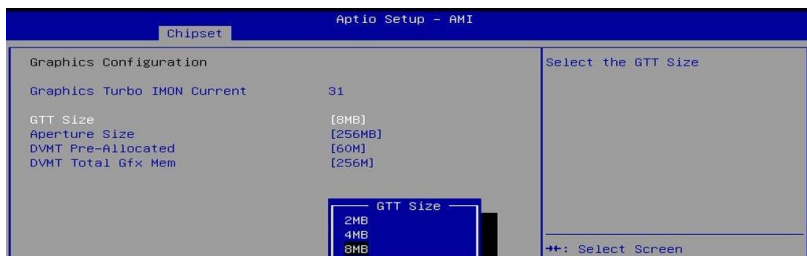 Aptio Setup - AMI
Chipset
Graphics Configuration
Select the GTT Size
Graphics Turbo IMON Current 31
GTT Size [8MB]
Aperture Size [256MB]
DVMT Pre-Allocated [60M]
DVMT Total Gfx Mem [256M]
GTT Size
2MB
4MB
8MB
→←: Select Screen